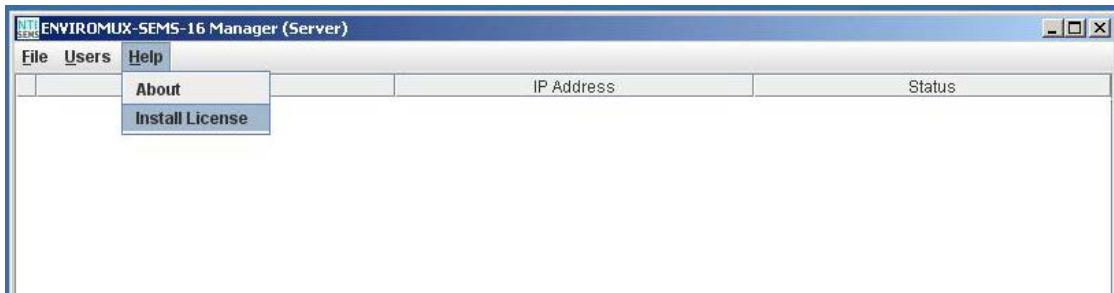 NTI SEMS ENVIROMUX-SEMS-16 Manager (Server)
File Users Help
IP Address Status
About
Install License